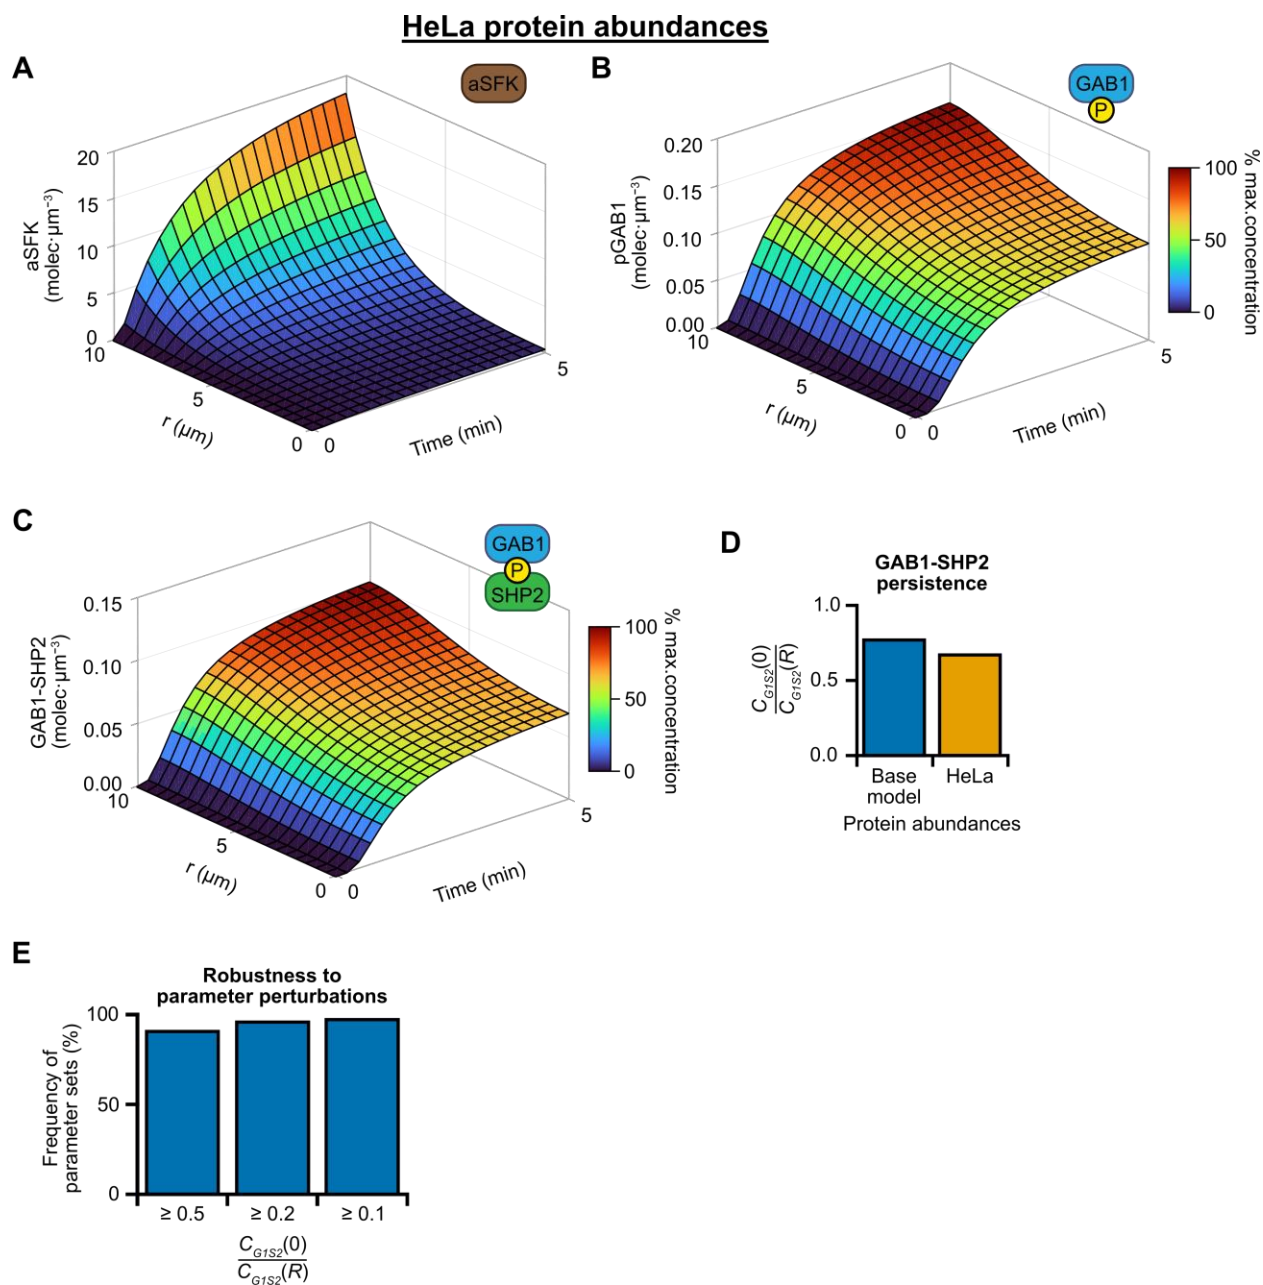 HeLa protein abundances
A
aSFK
20
15
10
5
0
aSFK
(molec·μm⁻³)
10
5
0
r (μm)
0
5
Time (min)
B
GAB1
P
0.20
0.15
0.10
0.05
0.00
pGAB1
(molec·μm⁻³)
10
5
0
r (μm)
0
5
Time (min)
100
50
0
% max.concentration
C
GAB1
P
SHP2
0.15
0.10
0.05
0.00
GAB1-SHP2
(molec·μm⁻³)
10
5
0
r (μm)
0
5
Time (min)
100
50
0
% max.concentration
D
GAB1-SHP2
persistence
1.0
0.5
0.0
C_G1S2(0)
C_G1S2(R)
Base
model
HeLa
Protein abundances
E
Robustness to
parameter perturbations
100
50
0
Frequency of
parameter sets (%)
≥ 0.5
≥ 0.2
≥ 0.1
C_G1S2(0)
C_G1S2(R)